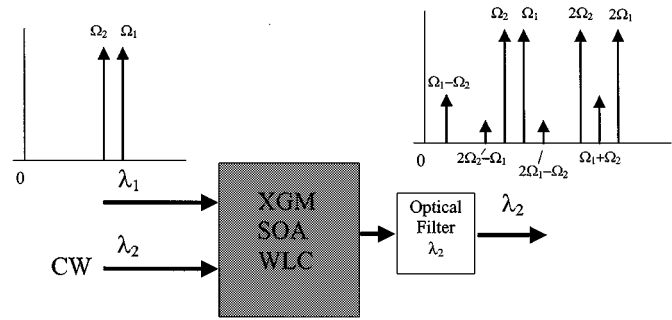 Ω₂ Ω₁
0
λ₁
λ₂
CW
XGM
SOA
WLC
Optical
Filter
λ₂
λ₂
Ω₂ Ω₁ 2Ω₂ 2Ω₁
Ω₁−Ω₂
0
2Ω₂−Ω₁
2Ω₁−Ω₂
Ω₁+Ω₂